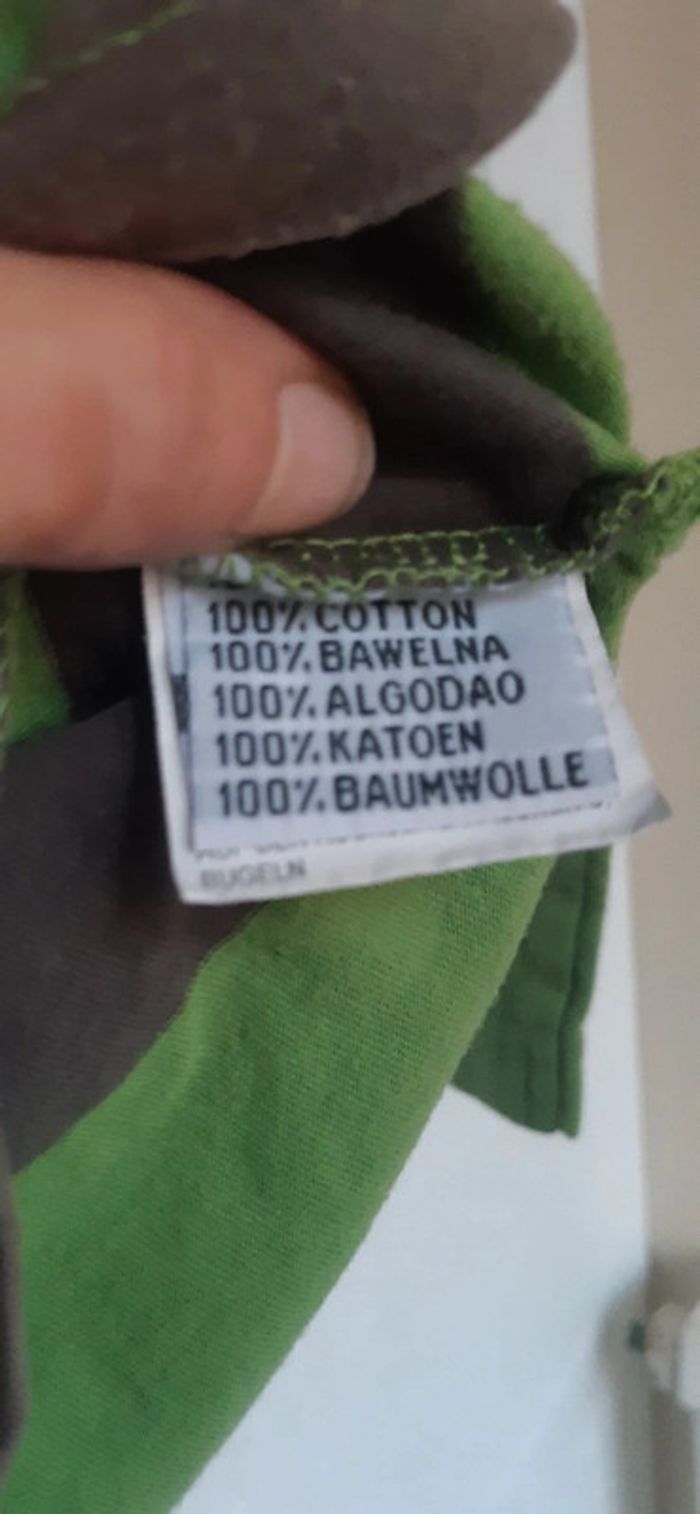 100% COTTON
100% BAWELNA
100% ALGODAO
100% KATOEN
100% BAUMWOLLE
BUGELN